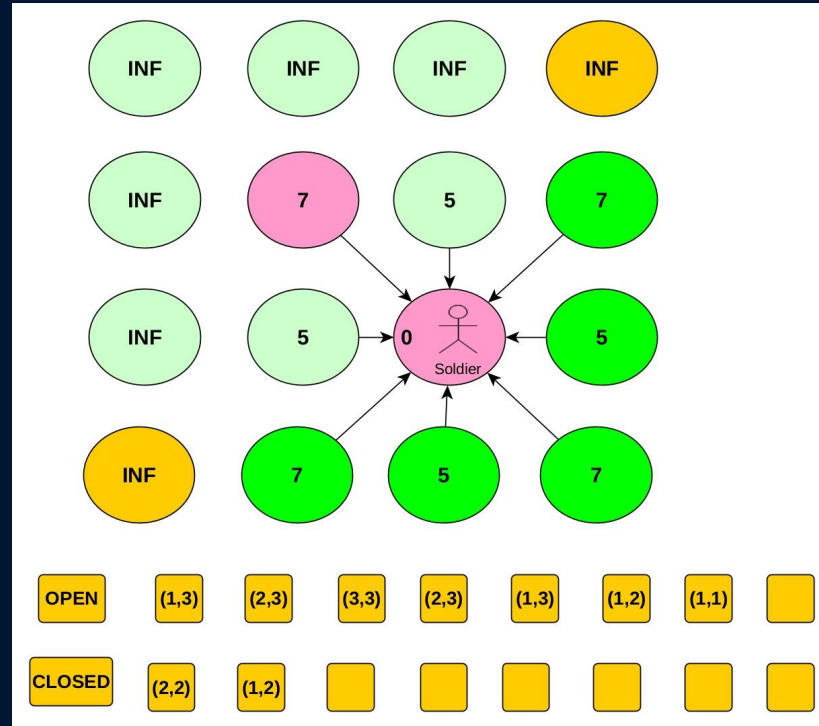 INF INF INF INF
INF 7 5 7
INF 5 0 5
Soldier
INF 7 5 7
OPEN (1,3) (2,3) (3,3) (2,3) (1,3) (1,2) (1,1)
CLOSED (2,2) (1,2)